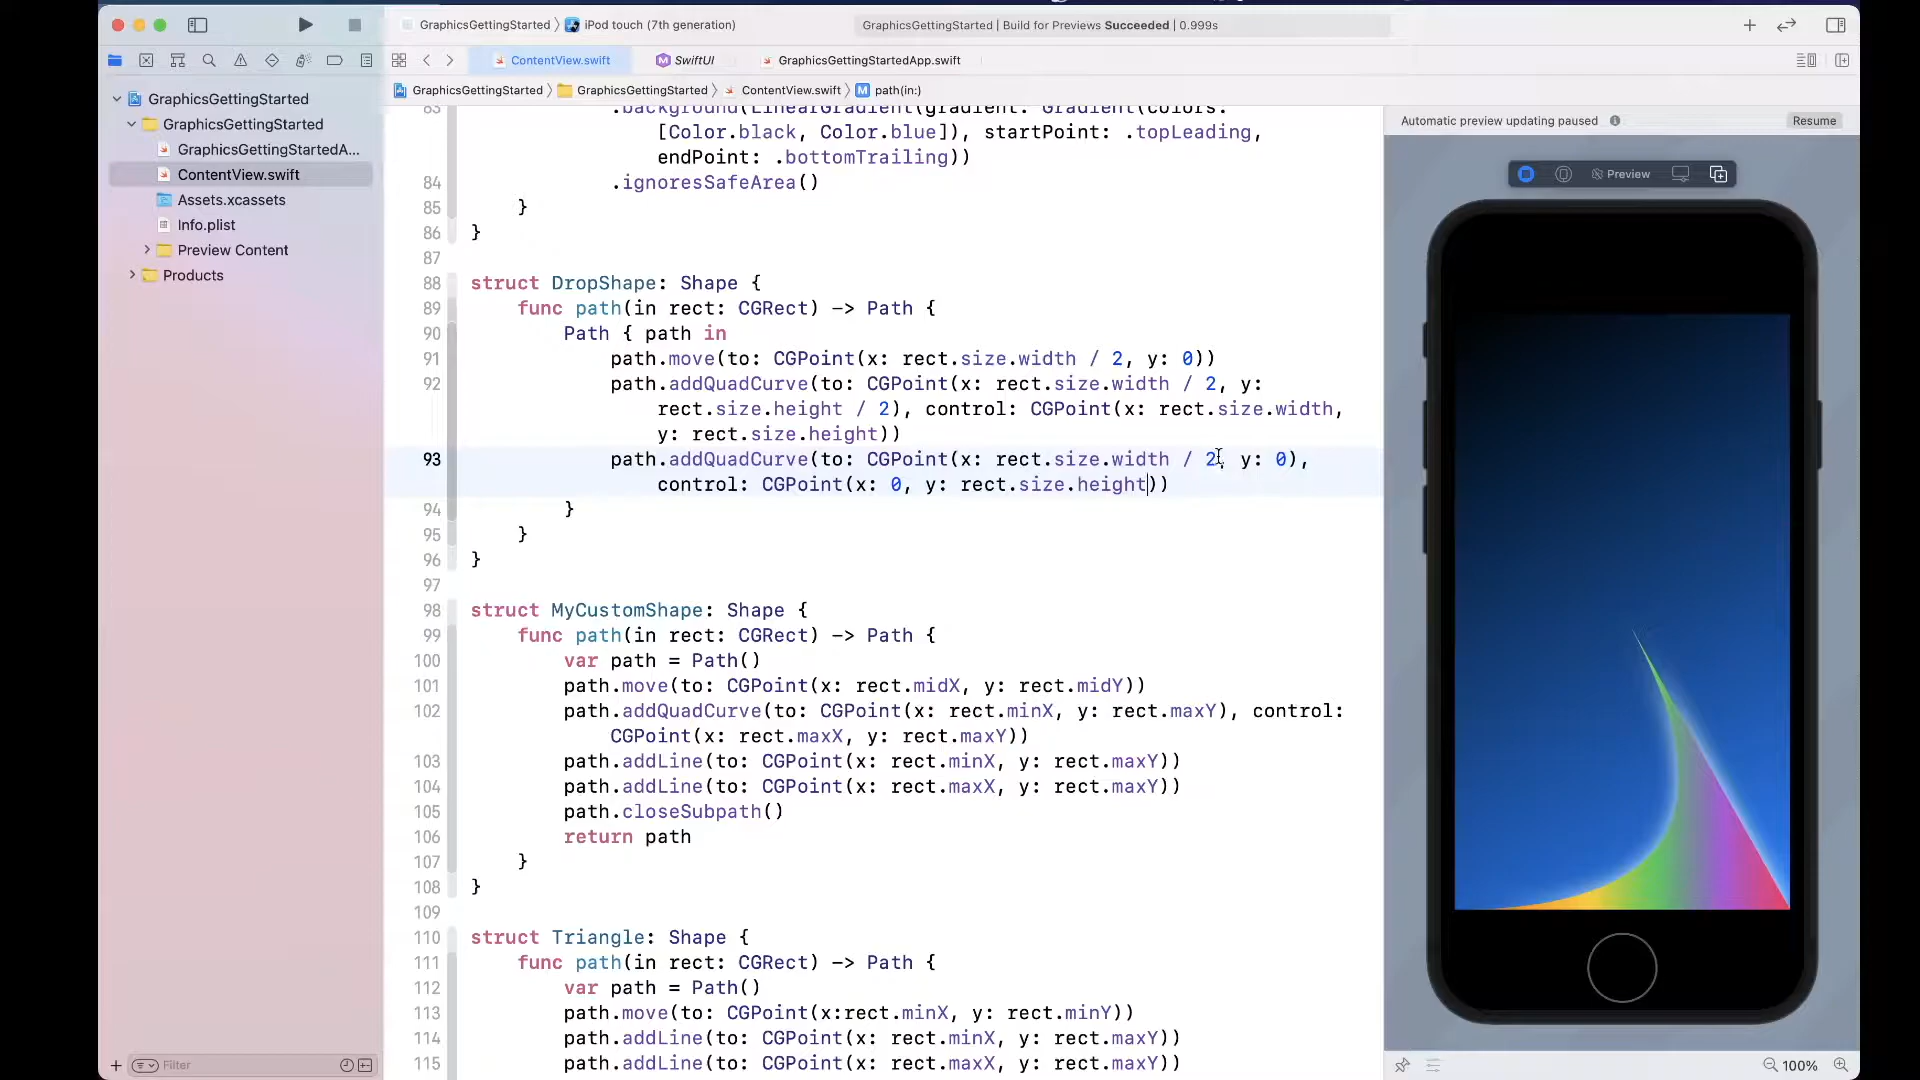 GraphicsGettingStarted 〉 iPod touch (7th generation)
GraphicsGettingStarted | Build for Previews Succeeded | 0.999s
ContentView.swift
SwiftUI
GraphicsGettingStartedApp.swift
GraphicsGettingStarted 〉 GraphicsGettingStarted 〉 ContentView.swift 〉 M path(in:)
GraphicsGettingStarted
GraphicsGettingStarted
GraphicsGettingStartedA...
ContentView.swift
Assets.xcassets
Info.plist
Preview Content
Products
Filter
83 .background(LinearGradient(gradient: Gradient(colors:
[Color.black, Color.blue]), startPoint: .topLeading,
endPoint: .bottomTrailing))
84 .ignoresSafeArea()
85 }
86 }
87
88 struct DropShape: Shape {
89 func path(in rect: CGRect) -> Path {
90 Path { path in
91 path.move(to: CGPoint(x: rect.size.width / 2, y: 0))
92 path.addQuadCurve(to: CGPoint(x: rect.size.width / 2, y:
rect.size.height / 2), control: CGPoint(x: rect.size.width,
y: rect.size.height))
93 path.addQuadCurve(to: CGPoint(x: rect.size.width / 2, y: 0),
control: CGPoint(x: 0, y: rect.size.height))
94 }
95 }
96 }
97
98 struct MyCustomShape: Shape {
99 func path(in rect: CGRect) -> Path {
100 var path = Path()
101 path.move(to: CGPoint(x: rect.midX, y: rect.midY))
102 path.addQuadCurve(to: CGPoint(x: rect.minX, y: rect.maxY), control:
CGPoint(x: rect.maxX, y: rect.maxY))
103 path.addLine(to: CGPoint(x: rect.minX, y: rect.maxY))
104 path.addLine(to: CGPoint(x: rect.maxX, y: rect.maxY))
105 path.closeSubpath()
106 return path
107 }
108 }
109
110 struct Triangle: Shape {
111 func path(in rect: CGRect) -> Path {
112 var path = Path()
113 path.move(to: CGPoint(x:rect.minX, y: rect.minY))
114 path.addLine(to: CGPoint(x: rect.minX, y: rect.maxY))
115 path.addLine(to: CGPoint(x: rect.maxX, y: rect.maxY))
Automatic preview updating paused
Resume
Preview
100%